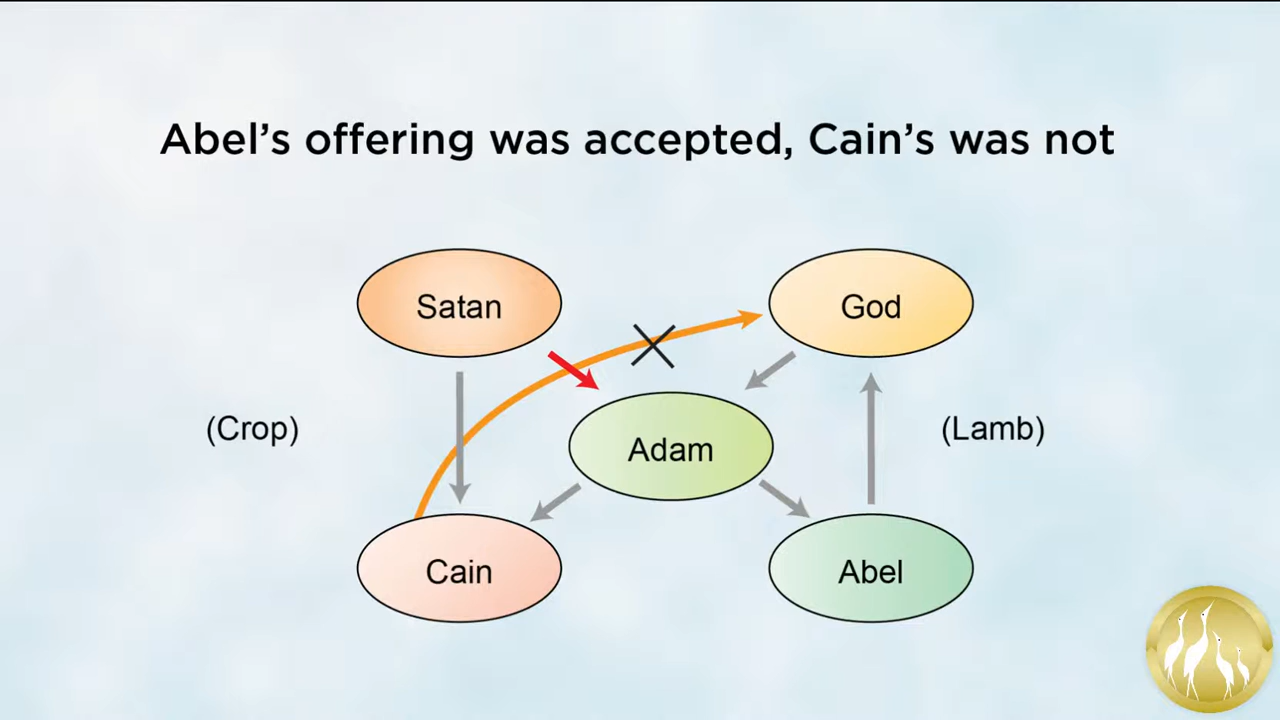 Abel’s offering was accepted, Cain’s was not
Satan
God
(Crop)
Adam
(Lamb)
Cain
Abel